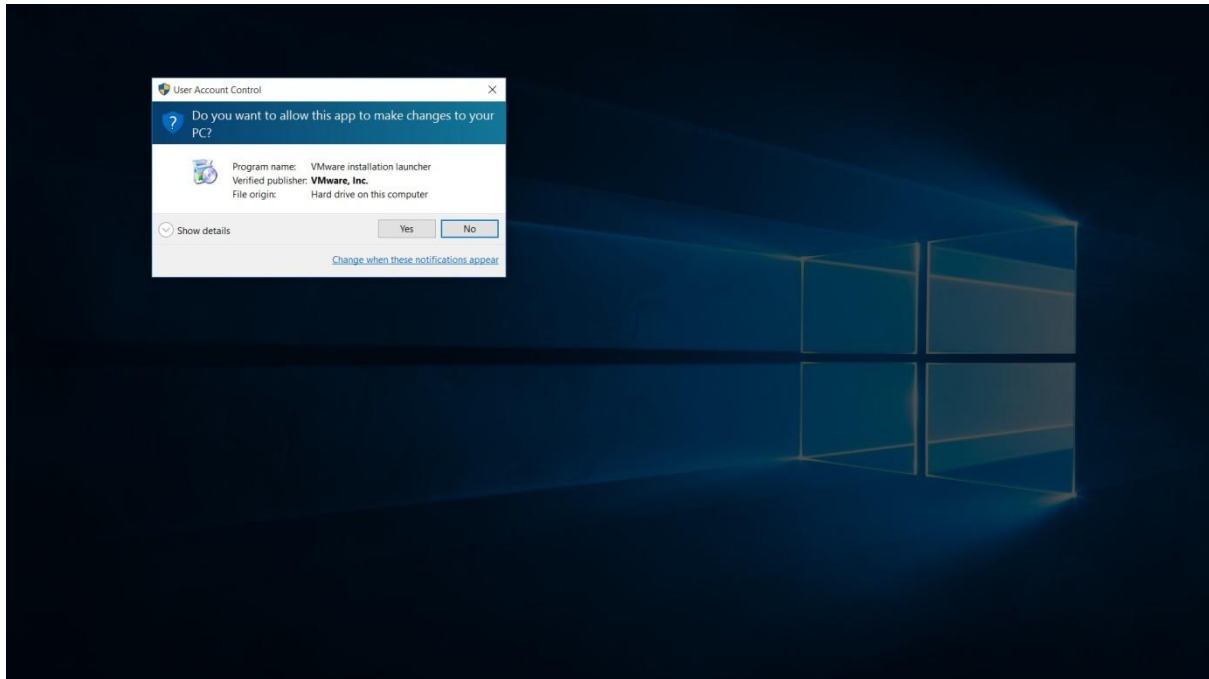 User Account Control
Do you want to allow this app to make changes to your
PC?
Program name: VMware installation launcher
Verified publisher: VMware, Inc.
File origin: Hard drive on this computer
Show details
Yes
No
Change when these notifications appear